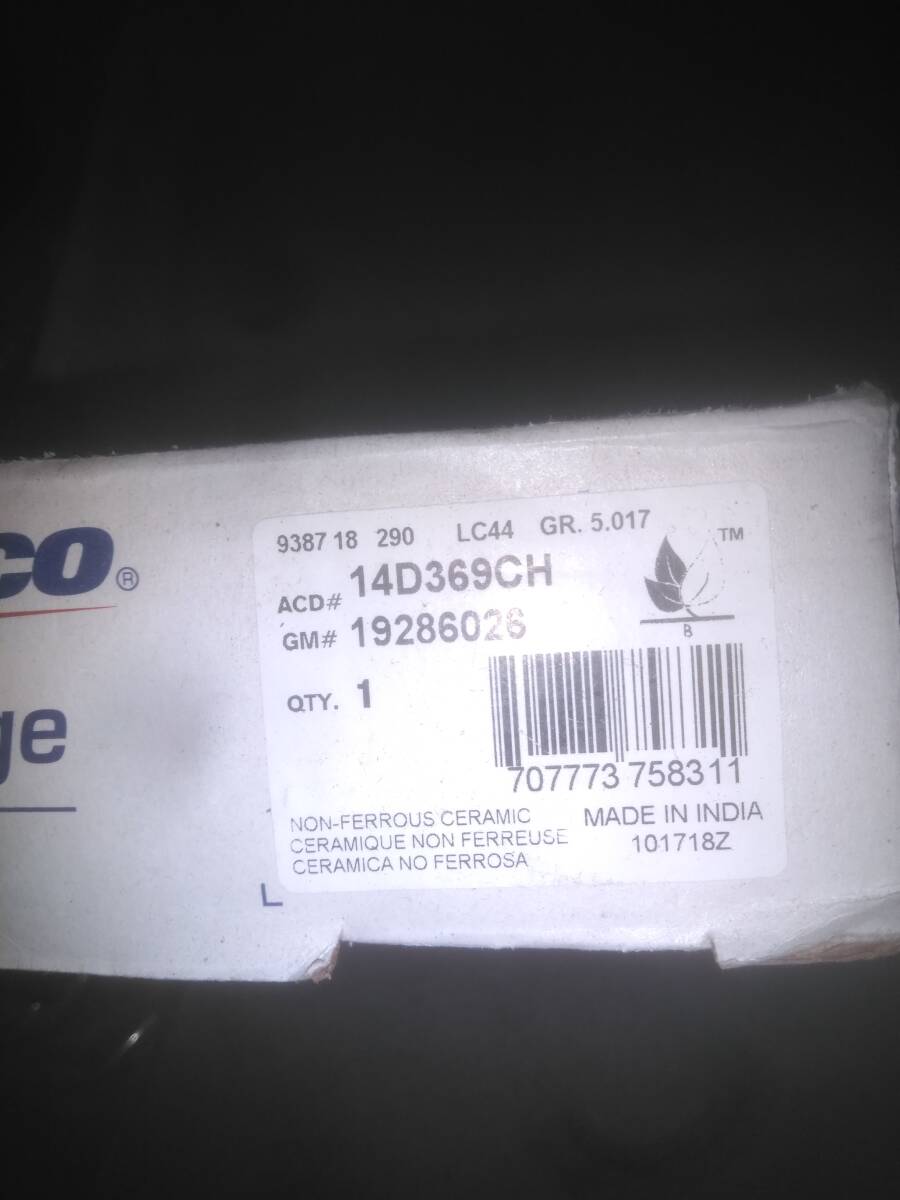 co®
ge
9387 18 290 LC44 GR. 5.017
ACD# 14D369CH
GM# 19286026
TM
B
QTY. 1
707773 758311
NON-FERROUS CERAMIC
CERAMIQUE NON FERREUSE
CERAMICA NO FERROSA
MADE IN INDIA
101718Z